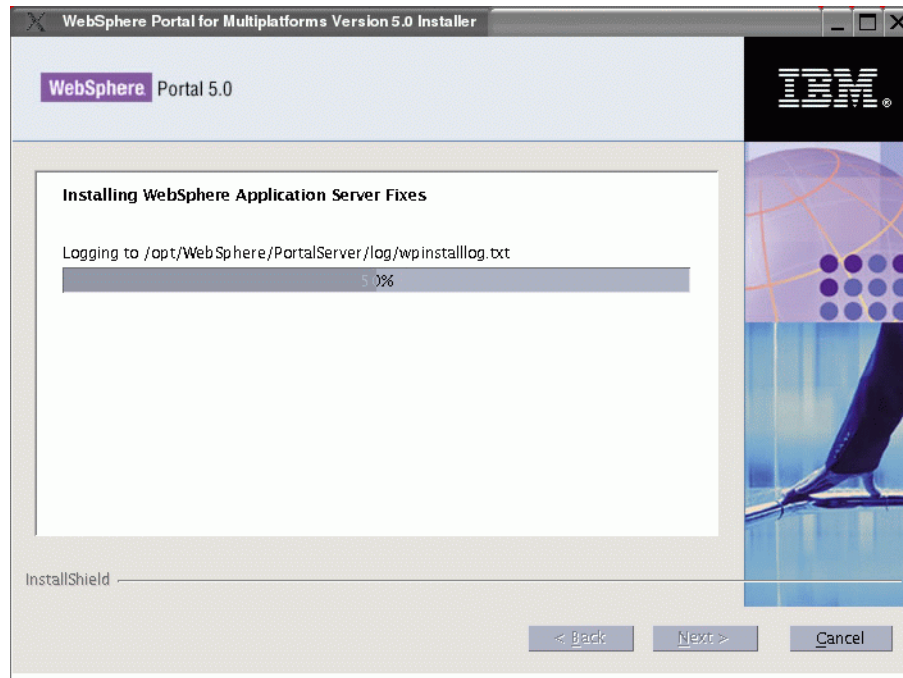 WebSphere Portal for Multiplatforms Version 5.0 Installer
WebSphere. Portal 5.0
IBM®
Installing WebSphere Application Server Fixes
Logging to /opt/WebSphere/PortalServer/log/wpinstalllog.txt
50%
InstallShield
< Back
Next >
Cancel